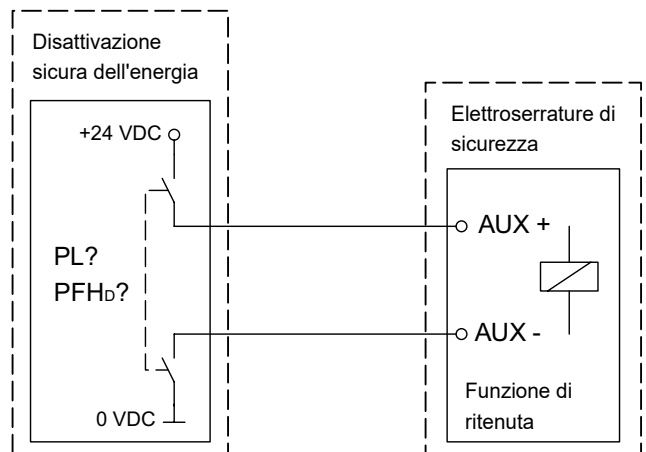 Disattivazione
sicura dell'energia
+24 VDC
PL?
PFHD?
0 VDC
Elettroserrature di
sicurezza
AUX +
AUX -
Funzione di
ritenuta